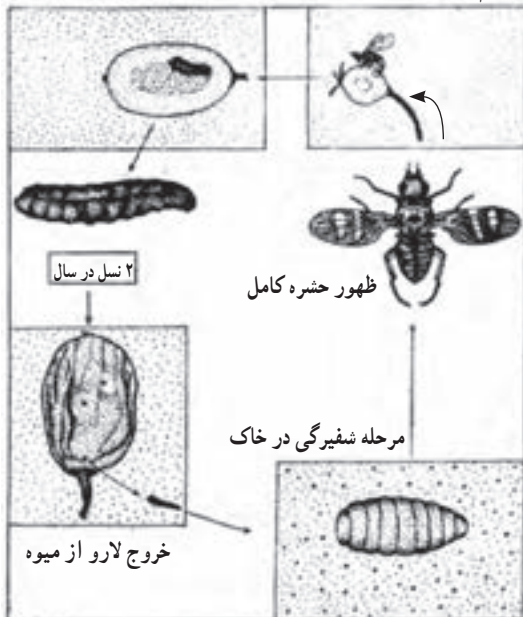 ۲ نسل در سال
ظهور حشره کامل
مرحله شفیرگی در خاک
خروج لارو از میوه